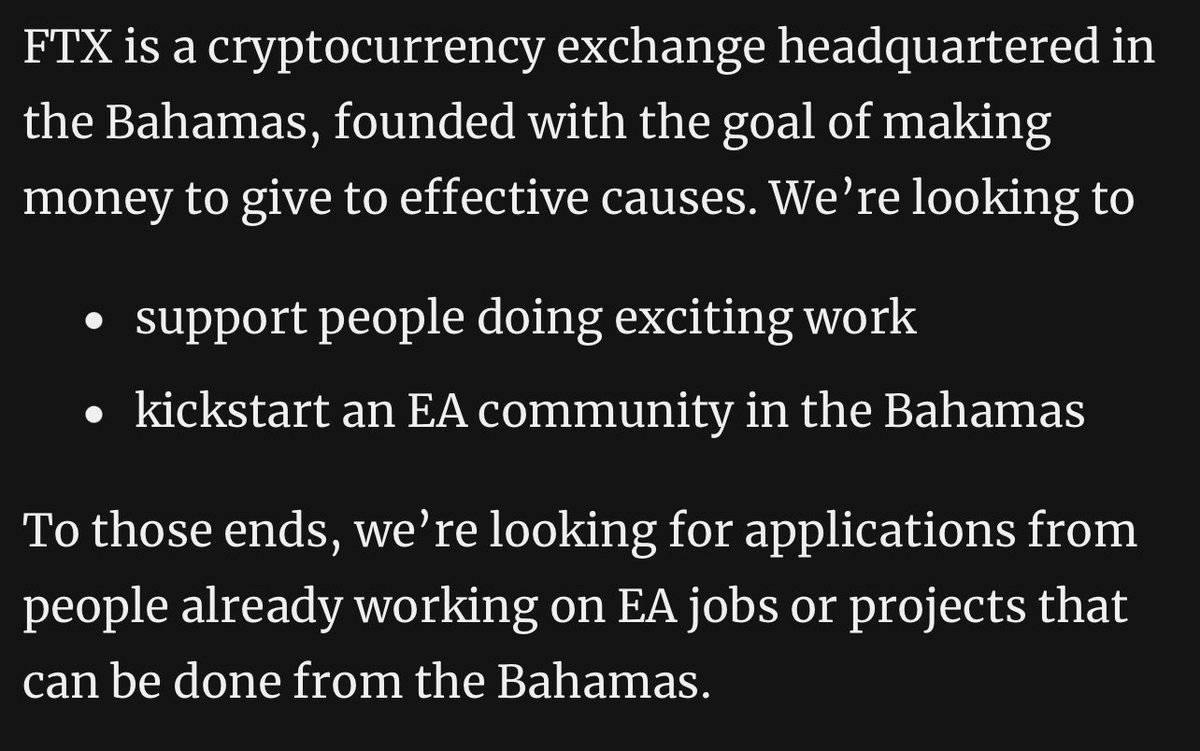 FTX is a cryptocurrency exchange headquartered in
the Bahamas, founded with the goal of making
money to give to effective causes. We’re looking to
• support people doing exciting work
• kickstart an EA community in the Bahamas
To those ends, we’re looking for applications from
people already working on EA jobs or projects that
can be done from the Bahamas.